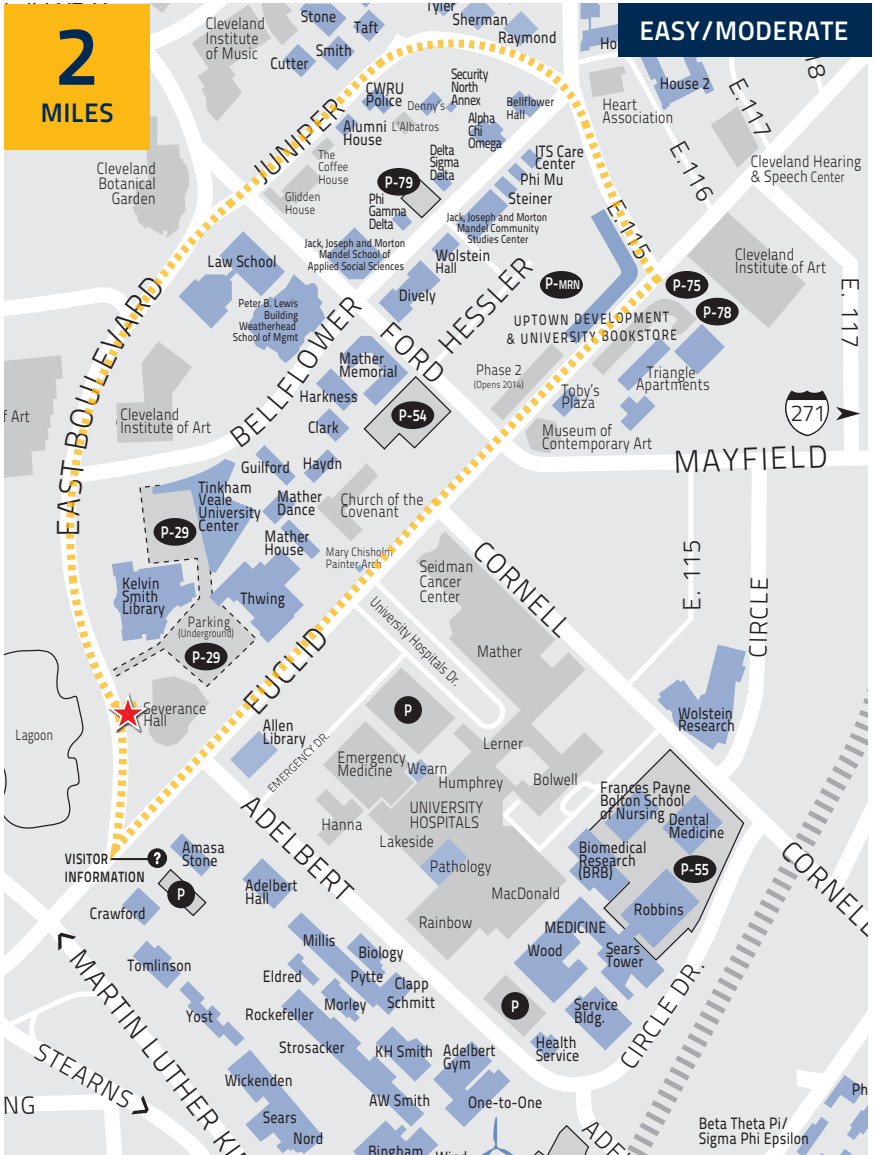 2
MILES
EASY/MODERATE
Cleveland
Institute
of Music
Stone
Taft
Smith
Cutter
Tyler
Sherman
Raymond
Ho
House 2
18
E. 117
Heart
Association
E. 116
Cleveland Hearing
& Speech Center
JUNIPER
CWRU
Police
Denny's
Security
North
Annex
Bellflower
Hall
Alumni
House
L'Albatros
Alpha
Chi
Omega
The
Coffee
House
Delta
Sigma
Delta
ITS Care
Center
Phi Mu
Steiner
P-79
Glidden
House
Phi
Gamma
Delta
Cleveland
Botanical
Garden
E. 115
Jack, Joseph and Morton
Mandel Community
Studies Center
Jack, Joseph and Morton
Mandel School of
Applied Social Sciences
Wolstein
Hall
Law School
Dively
HESSLER
P-MRN
P-75
P-78
Cleveland
Institute of Art
E. 117
Peter B. Lewis
Building
Weatherhead
School of Mgmt
UPTOWN DEVELOPMENT
& UNIVERSITY BOOKSTORE
EAST BOULEVARD
BELLFLOWER
FORD
Mather
Memorial
Phase 2
(Opens 2014)
Triangle
Apartments
Toby's
Plaza
Harkness
P-54
Clark
271
f Art
Cleveland
Institute of Art
Museum of
Contemporary Art
MAYFIELD
Guilford
Haydn
Tinkham
Veale
University
Center
Mather
Dance
Church of the
Covenant
P-29
Mather
House
Mary Chisholm
Painter Arch
CORNELL
Seidman
Cancer
Center
E. 115
CIRCLE
Kelvin
Smith
Library
Thwing
Parking
(Underground)
P-29
University Hospitals Dr.
Mather
EUCLID
Severance
Hall
P
Wolstein
Research
Lagoon
Allen
Library
EMERGENCY DR.
Emergency
Medicine
Wearn
Lerner
Humphrey
Bolwell
Frances Payne
Bolton School
of Nursing
Dental
Medicine
UNIVERSITY
HOSPITALS
Hanna
Lakeside
ADELBERT
Biomedical
Research
(BRB)
P-55
CORNELL
VISITOR
INFORMATION
?
Amasa
Stone
Pathology
P
Adelbert
Hall
MacDonald
Robbins
Crawford
Rainbow
MEDICINE
Wood
Sears
Tower
Millis
Biology
Tomlinson
Eldred
Pytte
Clapp
Schmitt
Morley
P
Service
Bldg.
CIRCLE DR.
Yost
Rockefeller
Strosacker
KH Smith
Adelbert
Gym
Health
Service
MARTIN LUTHER KI
STEARNS
NG
Wickenden
AW Smith
One-to-One
Sears
Nord
Bingham
ADE
Ph
Beta Theta Pi/
Sigma Phi Epsilon